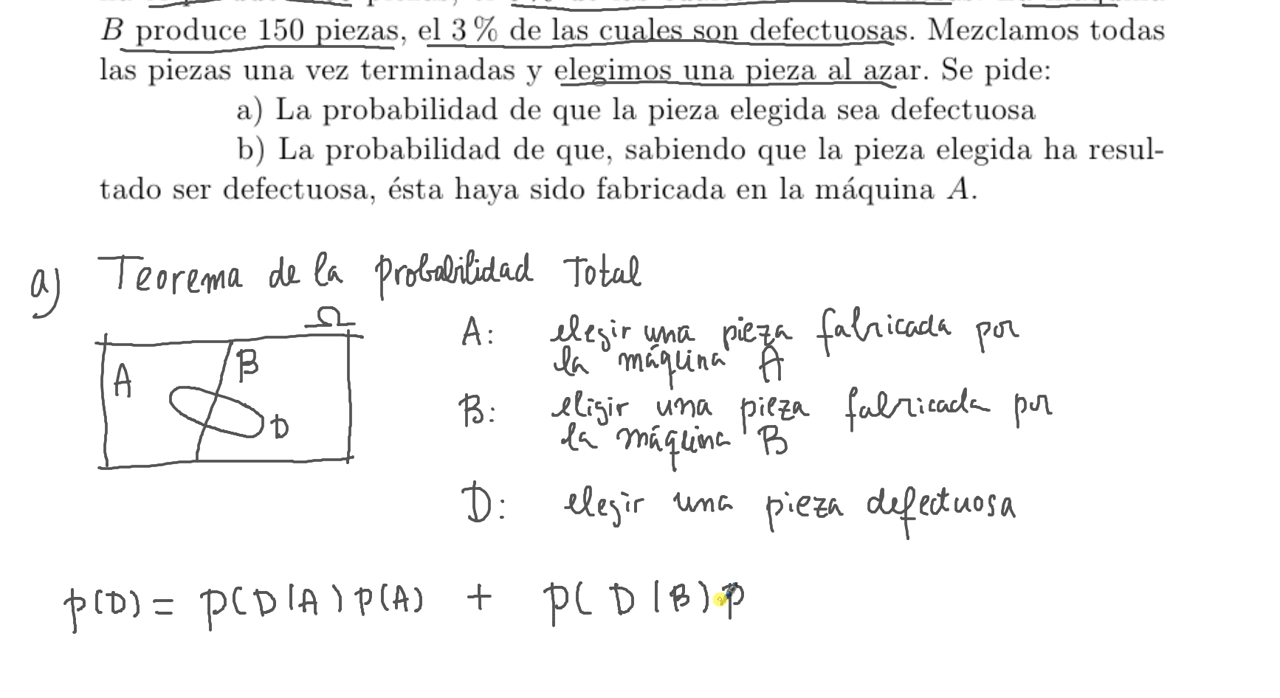 B produce 150 piezas, el 3 % de las cuales son defectuosas. Mezclamos todas
las piezas una vez terminadas y elegimos una pieza al azar. Se pide:
a) La probabilidad de que la pieza elegida sea defectuosa
b) La probabilidad de que, sabiendo que la pieza elegida ha resul-
tado ser defectuosa, ésta haya sido fabricada en la máquina A.
a) Teorema de la probabilidad Total
Ω
A
B
D
A: elegir una pieza fabricada por
la máquina A
B: eligir una pieza fabricada por
la máquina B
D: elegir una pieza defectuosa
p(D) = p(D|A) p(A) + p(D|B) p